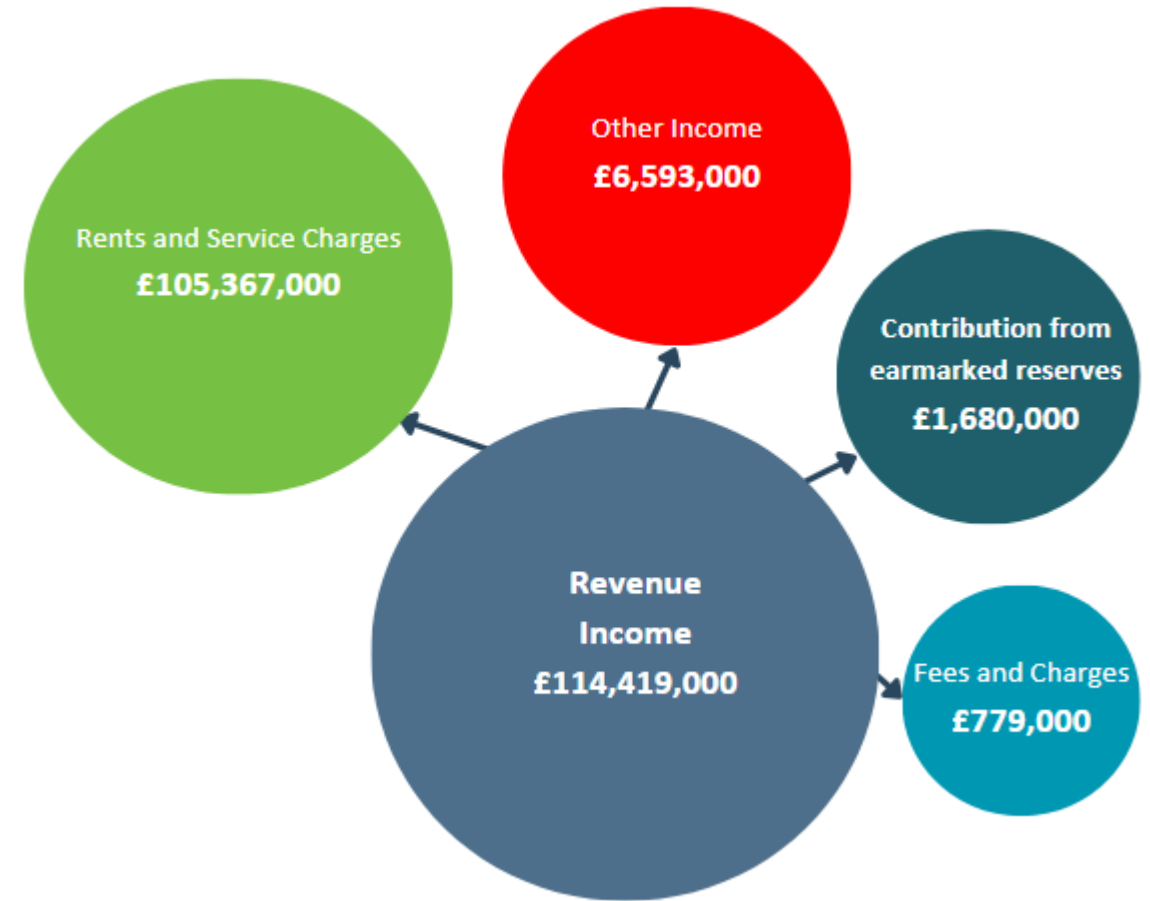 Other Income
£6,593,000
Rents and Service Charges
£105,367,000
Contribution from
earmarked reserves
£1,680,000
Revenue
Income
£114,419,000
Fees and Charges
£779,000